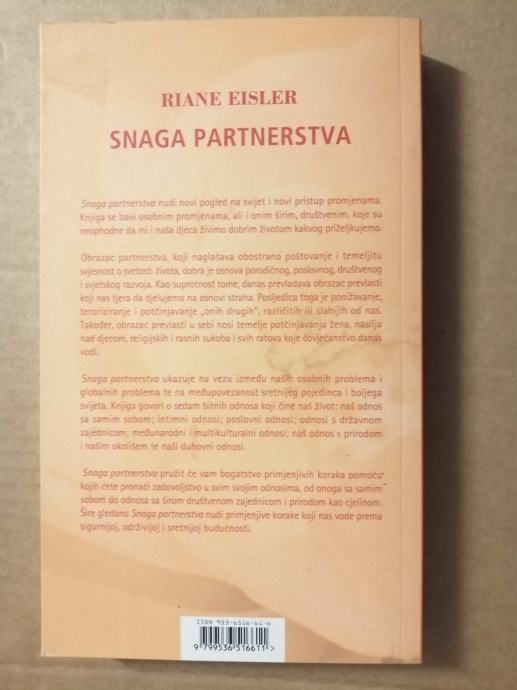 RIANE EISLER
SNAGA PARTNERSTVA
Snaga partnerstva nudi novi pogled na svijet i novi pristup promjenama.
Knjiga se bavi osobnim promjenama, ali i onim širim, društvenim, koje su
neophodne da mi i naša djeca živimo dobrim životom kakvog priželjkujemo.
Obrazac partnerstva, koji naglašava obostrano poštovanje i temeljitu
svjesnost o svetosti života, dobra je osnova porodičnog, poslovnog, društvenog
i svjetskog razvoja. Kao suprotnost tome, danas prevladava obrazac prevlasti
koji nas tjera da djelujemo na osnovi straha. Posljedica toga je ponižavanje,
teroriziranje i potčinjavanje „onih drugih”, različitih ili slabijih od nas.
Također, obrazac prevlasti u sebi nosi temelje potčinjavanja žena, nasilja
nad djecom, religijskih i rasnih sukoba i svih ratova koje čovječanstvo danas
vodi.
Snaga partnerstva ukazuje na vezu između naših osobnih problema i
globalnih problema te na međupovezanost sretnijeg pojedinca i boljega
svijeta. Knjiga govori o sedam bitnih odnosa koji čine naš život: naš odnos
sa samim sobom; intimni odnosi; poslovni odnosi; odnosi s državnom
zajednicom; međunarodni i multikulturalni odnosi; naš odnos s prirodom
i našim okolišem te naši duhovni odnosi.
Snaga partnerstva pružit će vam bogatstvo primjenjivih koraka pomoću
kojih ćete pronaći zadovoljstvo u svim svojim odnosima, od onoga sa samim
sobom do odnosa sa širom društvenom zajednicom i prirodom kao cjelinom.
Šire gledano Snaga partnerstva nudi primjenjive korake koji nas vode prema
sigurnijoj, održivijoj i sretnijoj budućnosti.
ISBN 953-6516-61-6
9 799536 516611 >